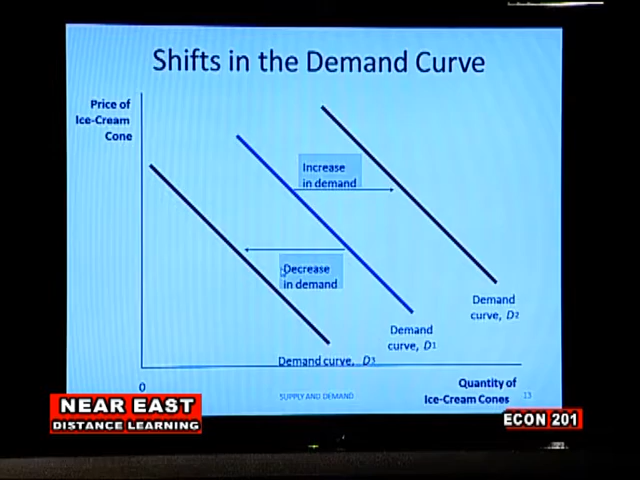 Shifts in the Demand Curve
Price of
Ice-Cream
Cone
Increase
in demand
Decrease
in demand
Demand
curve, D2
Demand
curve, D1
Demand curve, D3
0
Quantity of
Ice-Cream Cones
SUPPLY AND DEMAND
13
NEAR EAST
DISTANCE LEARNING
ECON 201